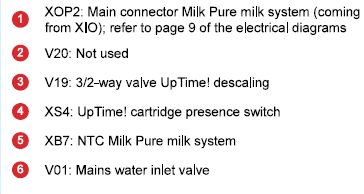 1 XOP2: Main connector Milk Pure milk system (coming
from XIO); refer to page 9 of the electrical diagrams
2 V20: Not used
3 V19: 3/2-way valve UpTime! descaling
4 XS4: UpTime! cartridge presence switch
5 XB7: NTC Milk Pure milk system
6 V01: Mains water inlet valve